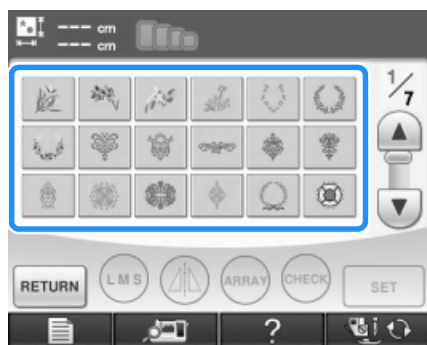 --- cm
--- cm
1/7
RETURN
L M S
ARRAY
CHECK
SET
?